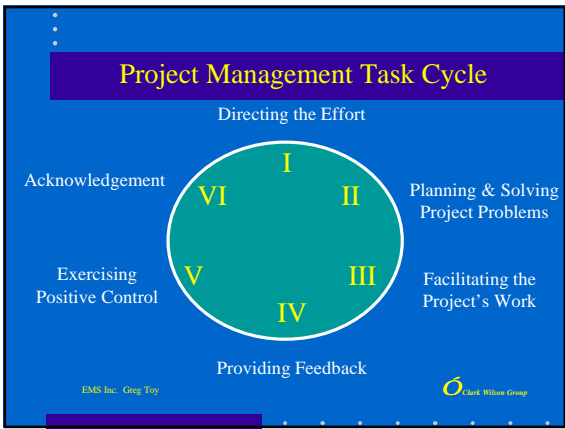 Project Management Task Cycle
Directing the Effort
I
Acknowledgement
VI
II
Planning & Solving
Project Problems
Exercising
Positive Control
V
III
Facilitating the
Project's Work
IV
Providing Feedback
EMS Inc. Greg Toy
Ó Clark Wilson Group